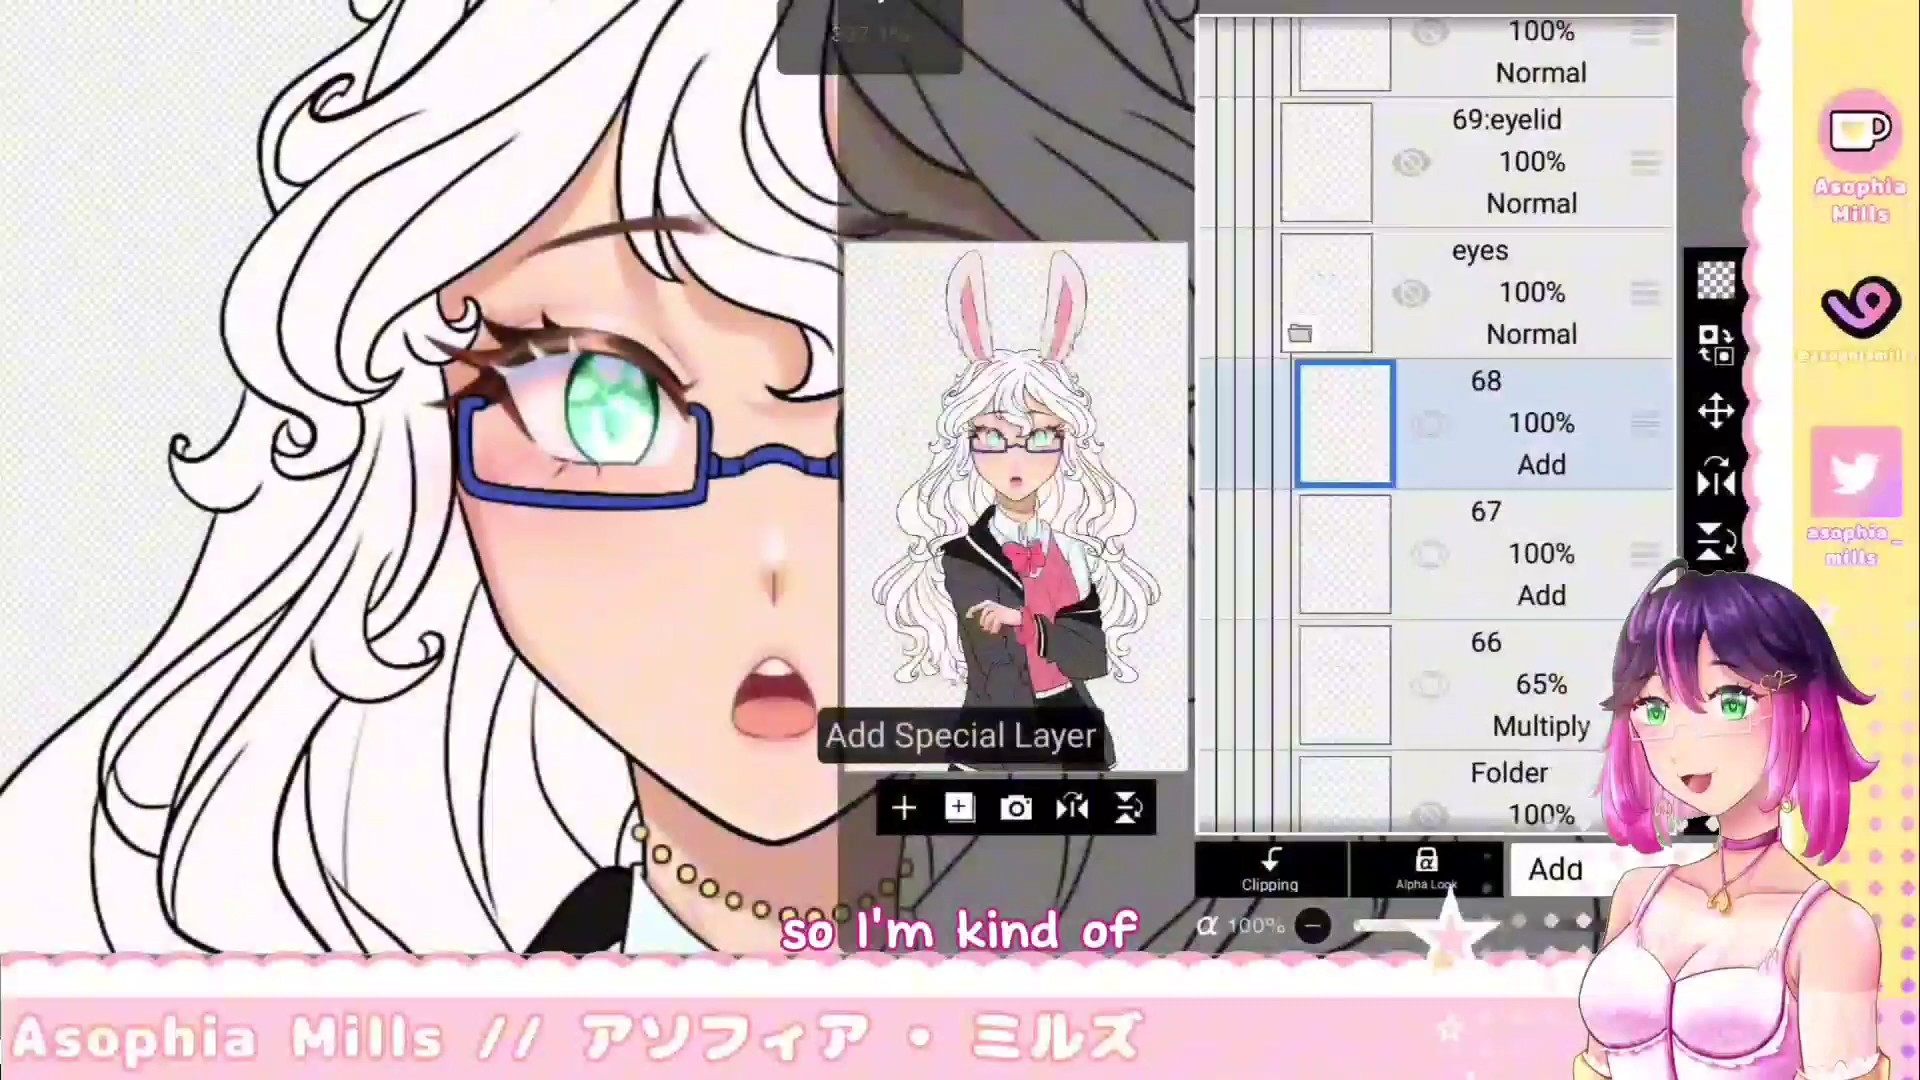 100%
Normal
69:eyelid
100%
Normal
eyes
100%
Normal
68
100%
Add
67
100%
Add
66
65%
Multiply
Folder
100%
Add Special Layer
Clipping
α
Alpha Lock
Add
α 100%
so I'm kind of
Asophia Mills // アソフィア・ミルズ
Asophia
Mills
asophia_
mills